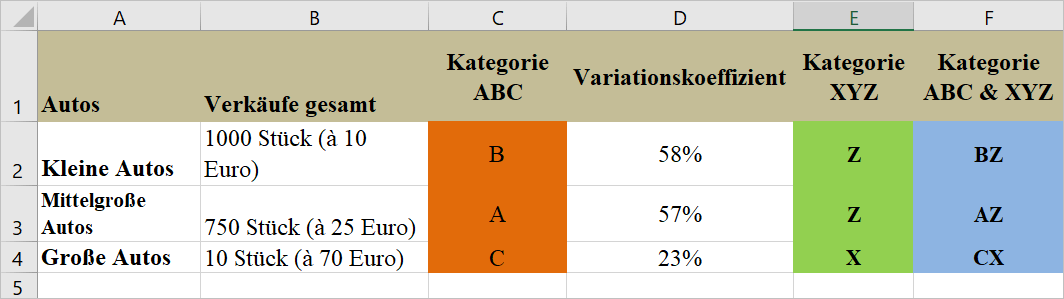 A B C D E F
1 Autos Verkäufe gesamt Kategorie ABC Variationskoeffizient Kategorie XYZ Kategorie ABC & XYZ
2 Kleine Autos 1000 Stück (à 10 Euro) B 58% Z BZ
3 Mittelgroße Autos 750 Stück (à 25 Euro) A 57% Z AZ
4 Große Autos 10 Stück (à 70 Euro) C 23% X CX
5